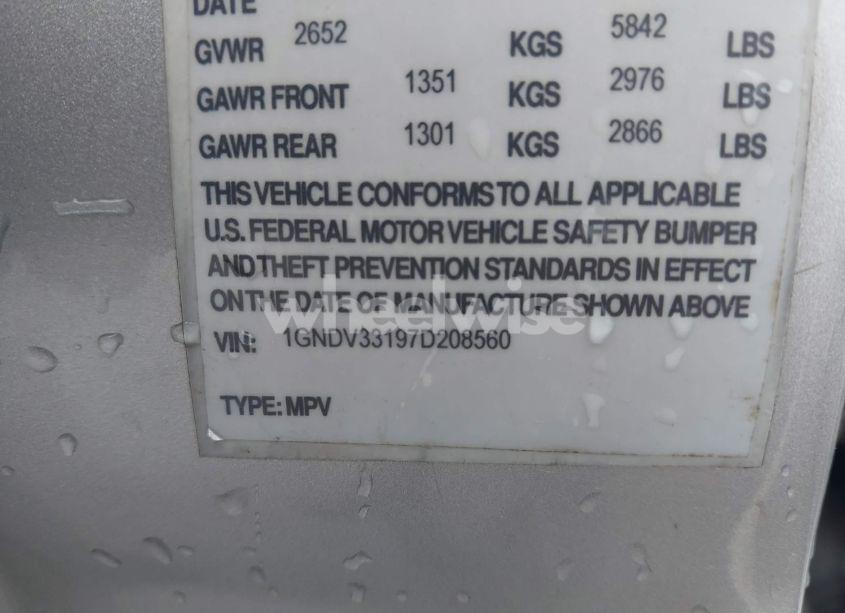 DATE
GVWR 2652 KGS 5842 LBS
GAWR FRONT 1351 KGS 2976 LBS
GAWR REAR 1301 KGS 2866 LBS
THIS VEHICLE CONFORMS TO ALL APPLICABLE
U.S. FEDERAL MOTOR VEHICLE SAFETY BUMPER
AND THEFT PREVENTION STANDARDS IN EFFECT
ON THE DATE OF MANUFACTURE SHOWN ABOVE
wheelwise
VIN: 1GNDV33197D208560
TYPE: MPV